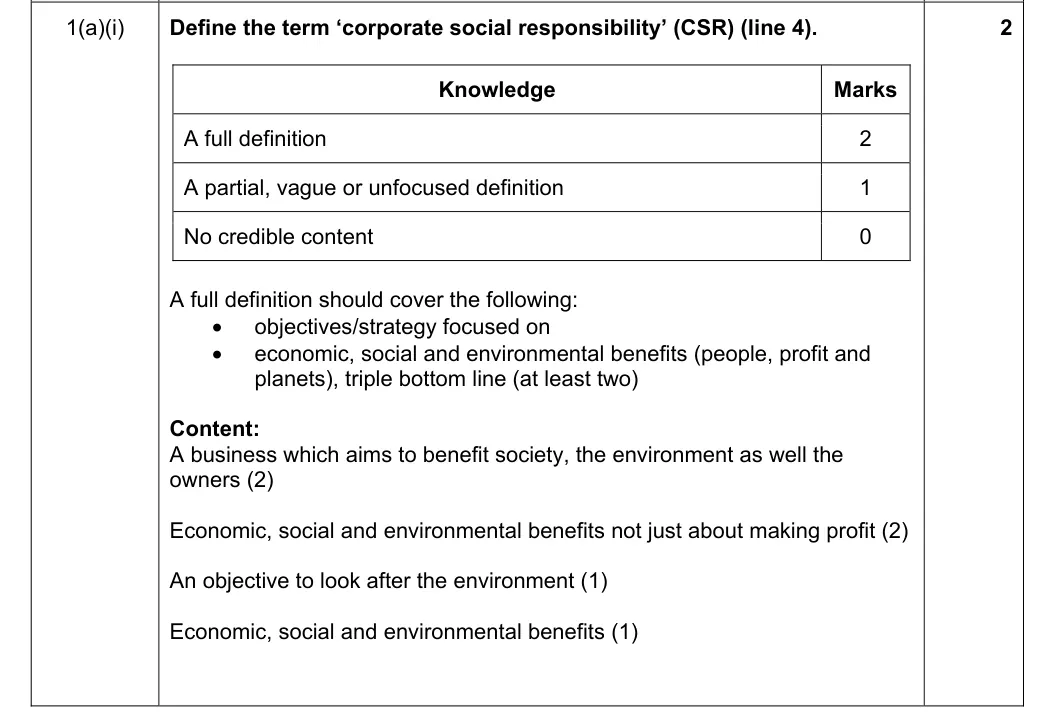 1(a)(i)
Define the term ‘corporate social responsibility’ (CSR) (line 4).
2
Knowledge
Marks
A full definition
2
A partial, vague or unfocused definition
1
No credible content
0
A full definition should cover the following:
• objectives/strategy focused on
• economic, social and environmental benefits (people, profit and
planets), triple bottom line (at least two)
Content:
A business which aims to benefit society, the environment as well the
owners (2)
Economic, social and environmental benefits not just about making profit (2)
An objective to look after the environment (1)
Economic, social and environmental benefits (1)